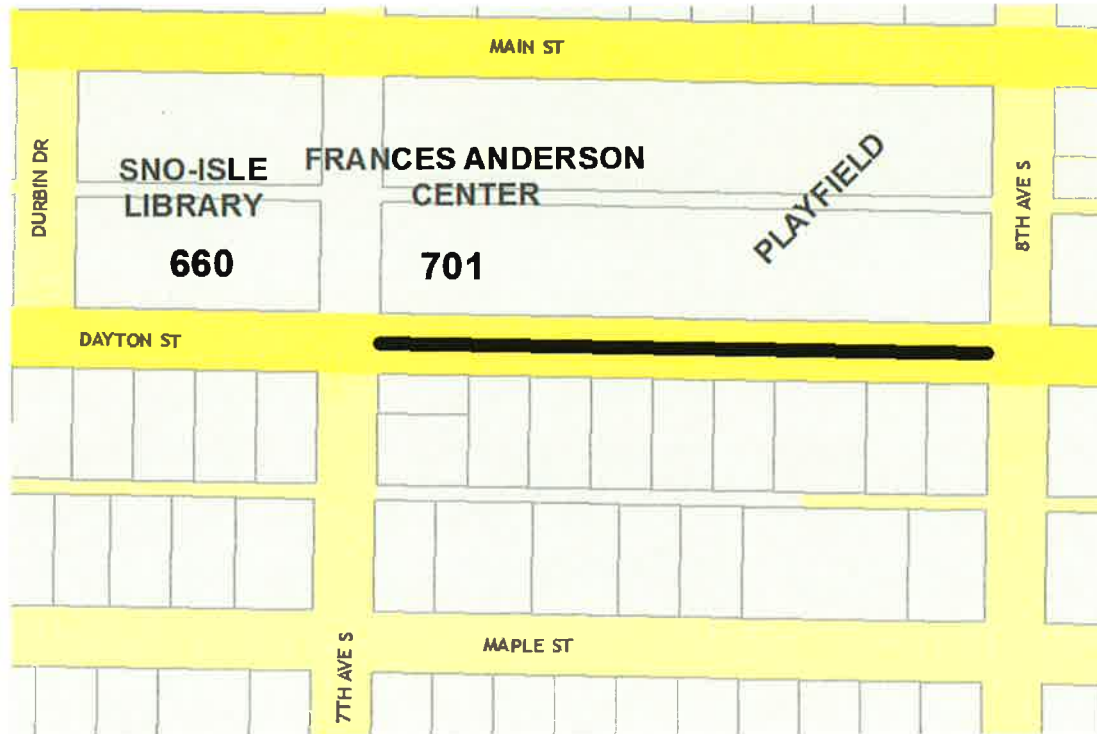 MAIN ST
DURBIN DR
SNO-ISLE
LIBRARY
660
FRANCES ANDERSON
CENTER
701
PLAYFIELD
8TH AVE S
DAYTON ST
7TH AVE S
MAPLE ST